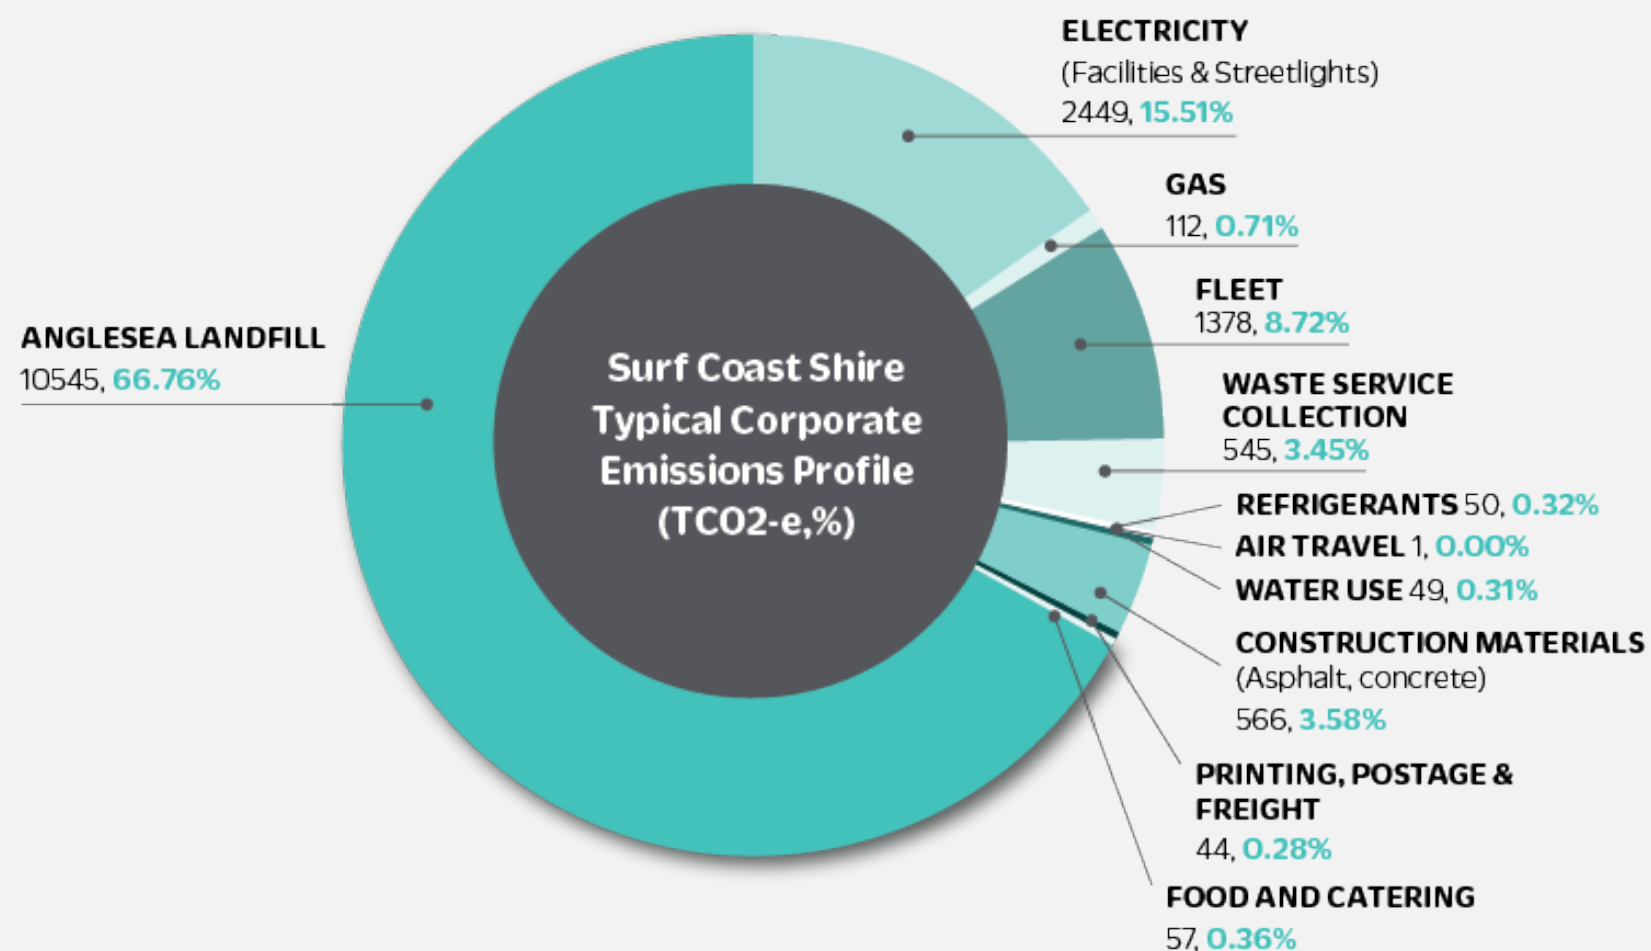 ELECTRICITY
(Facilities & Streetlights)
2449, 15.51%
GAS
112, 0.71%
FLEET
1378, 8.72%
WASTE SERVICE
COLLECTION
545, 3.45%
REFRIGERANTS 50, 0.32%
AIR TRAVEL 1, 0.00%
WATER USE 49, 0.31%
CONSTRUCTION MATERIALS
(Asphalt, concrete)
566, 3.58%
PRINTING, POSTAGE &
FREIGHT
44, 0.28%
FOOD AND CATERING
57, 0.36%
ANGLESEA LANDFILL
10545, 66.76%
Surf Coast Shire
Typical Corporate
Emissions Profile
(TCO2-e,%)